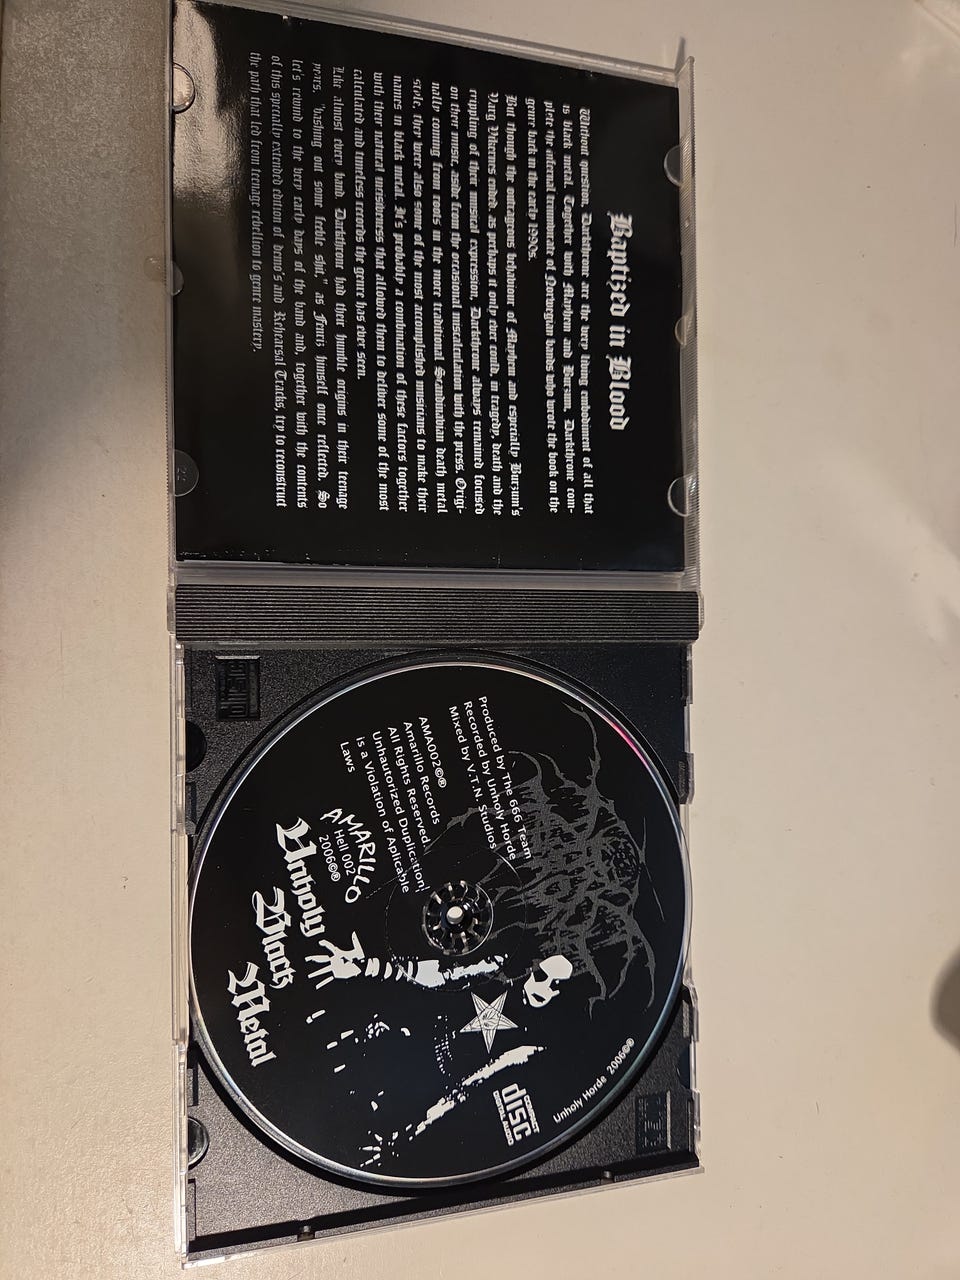 Baptized in Blood
Without question, Darkthrone are the very living embodiment of all that
is black metal. Together with Mayhem and Burzum, Darkthrone com-
plete the infernal triumvirate of Norwegian bands who wrote the book on the
genre back in the early 1990s.
But though the outrageous behaviour of Mayhem and especially Burzum's
Varg Vikernes ended, as perhaps it only ever could, in tragedy, death and the
crippling of their musical expression, Darkthrone always remained focused
on their music, aside from the occasional miscalculation with the press. Origi-
nally coming from roots in the more traditional Scandinavian death metal
style, they were also some of the most accomplished musicians to make their
names in black metal. It's probably a combination of these factors together
with their natural that allowed them to deliver some of the most
calculated and timeless records the genre has ever seen.
Like almost every band, Darkthrone had their humble origins in their teenage
years, "bashing out some feeble shit," as Fenriz himself once reflected. So
let's rewind to the very early days of the band and, together with the contents
of this specially extended edition of demo's and Rehearsal Tracks, try to reconstruct
the path that led from teenage rebellion to genre mastery.
Darkthrone
Produced by The 666 Team
Recorded by Unholy Horde
Mixed by V.T.N. Studios
AMA002©®
Amarillo Records
All Rights Reserved.
Unhautorized Duplication
is a Violation of Aplicable
Laws
AMARILLO
Hell 002
2006©®
Unholy Black Metal
COMPACT
disc
DIGITAL AUDIO
Unholy Horde 2006©®